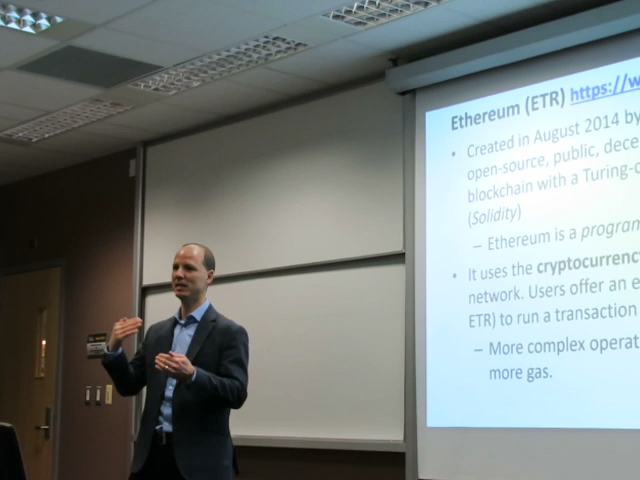 Ethereum (ETR) https://w
• Created in August 2014 by
open-source, public, dece
blockchain with a Turing-c
(Solidity)
– Ethereum is a program
• It uses the cryptocurrenc
network. Users offer an e
ETR) to run a transaction
– More complex operat
more gas.